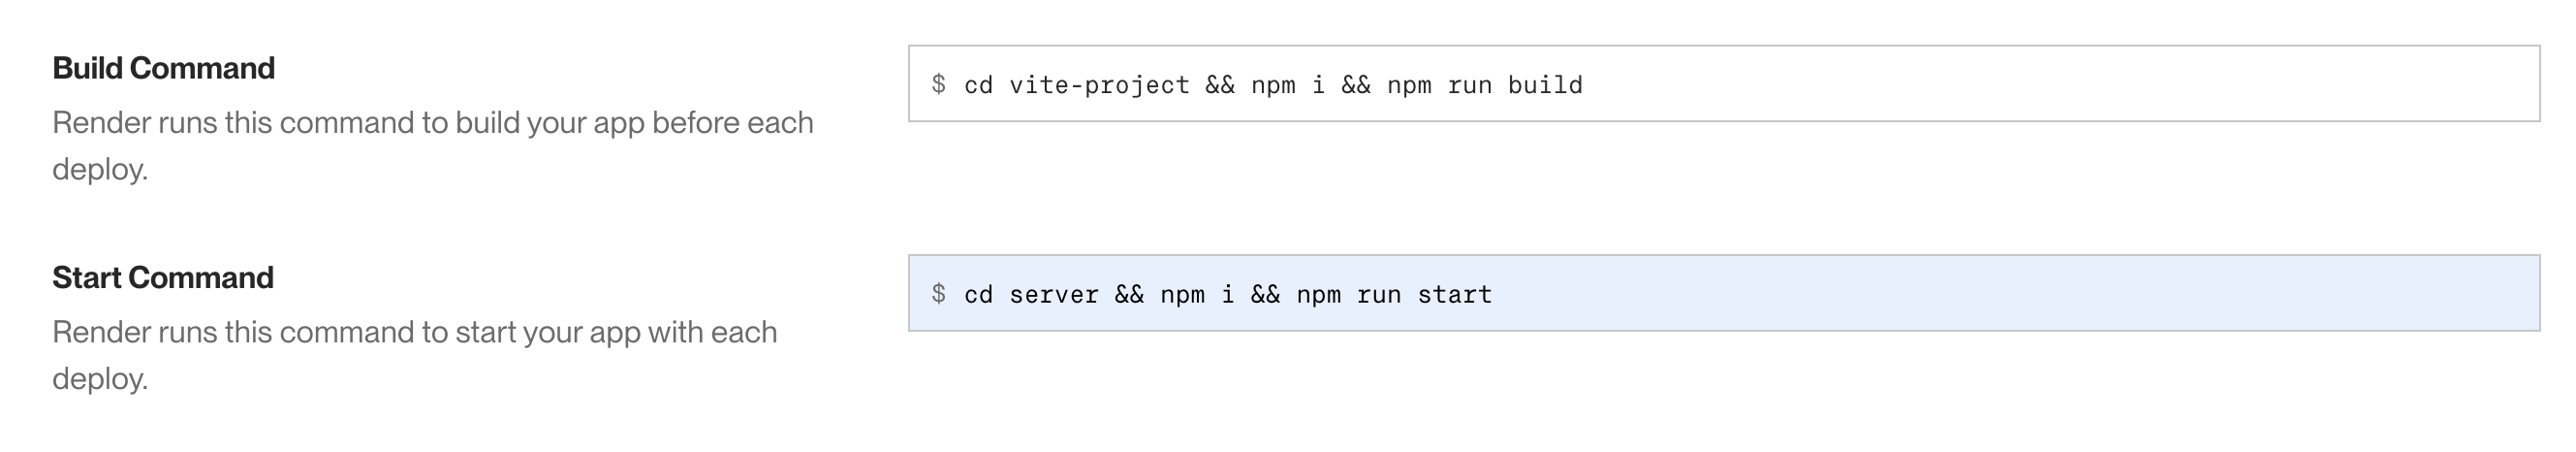 Build Command
$ cd vite-project && npm i && npm run build
Render runs this command to build your app before each
deploy.
Start Command
$ cd server && npm i && npm run start
Render runs this command to start your app with each
deploy.